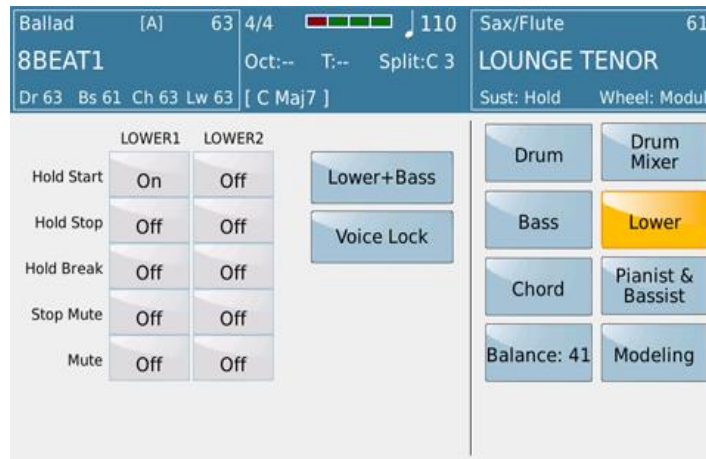 Ballad [A] 63 4/4 110 Sax/Flute 61
8BEAT1 Oct:-- T:-- Split:C 3 LOUNGE TENOR
Dr 63 Bs 61 Ch 63 Lw 63 [ C Maj7 ] Sust: Hold Wheel: Modul
LOWER1 LOWER2
Hold Start On Off
Hold Stop Off Off
Hold Break Off Off
Stop Mute Off Off
Mute Off Off
Lower+Bass
Voice Lock
Drum
Drum
Mixer
Bass
Lower
Chord
Pianist &
Bassist
Balance: 41
Modeling